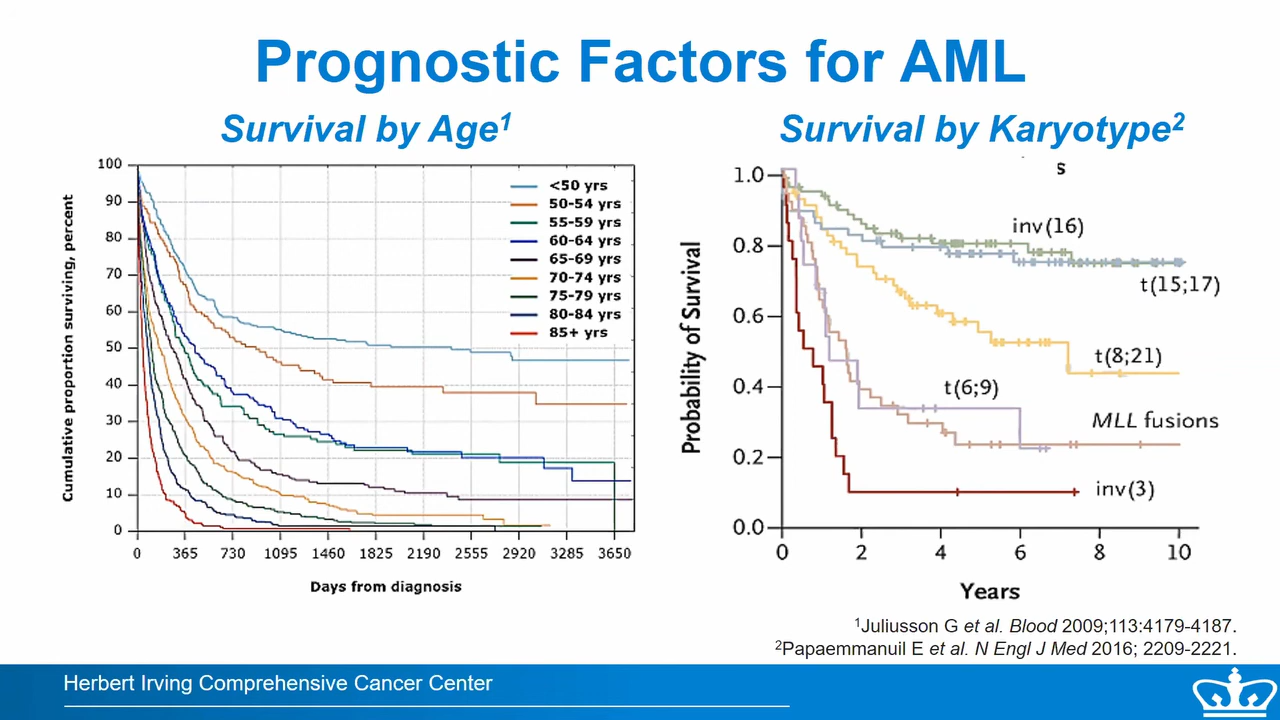 Prognostic Factors for AML
Survival by Age1
Survival by Karyotype2
Cumulative proportion surviving, percent
100
90
80
70
60
50
40
30
20
10
0
<50 yrs
50-54 yrs
55-59 yrs
60-64 yrs
65-69 yrs
70-74 yrs
75-79 yrs
80-84 yrs
85+ yrs
0 365 730 1095 1460 1825 2190 2555 2920 3285 3650
Days from diagnosis
s
Probability of Survival
1.0
0.8
0.6
0.4
0.2
0.0
inv(16)
t(15;17)
t(8;21)
t(6;9)
MLL fusions
inv(3)
0 2 4 6 8 10
Years
1Juliusson G et al. Blood 2009;113:4179-4187.
2Papaemmanuil E et al. N Engl J Med 2016; 2209-2221.
Herbert Irving Comprehensive Cancer Center